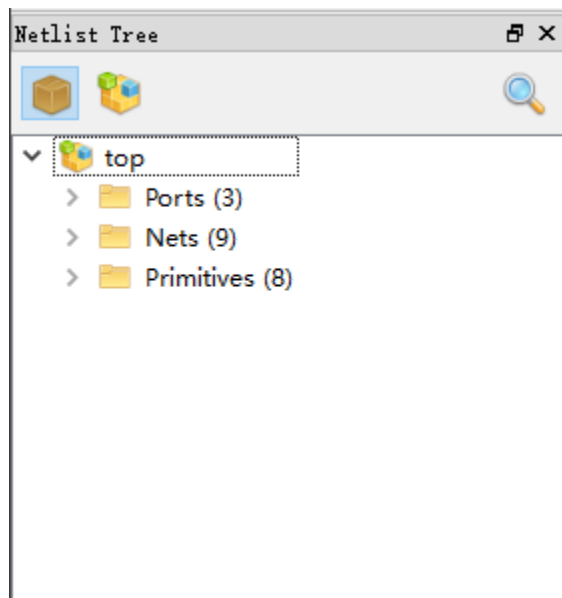 Netlist Tree
top
Ports (3)
Nets (9)
Primitives (8)